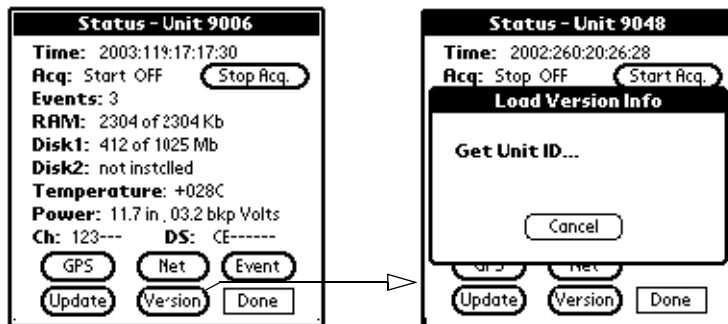 Status - Unit 9006
Time: 2003:119:17:17:30
Acq: Start OFF Stop Acq.
Events: 3
RAM: 2304 of 2304 Kb
Disk1: 412 of 1025 Mb
Disk2: not instclled
Temperature: +028C
Power: 11.7 in , 03.2 bkp Volts
Ch: 123--- DS: CE------
GPS Net Event
Update Version Done
Status - Unit 9048
Time: 2002:260:20:26:28
Acq: Stop OFF Start Acq.
Load Version Info
Get Unit ID...
Cancel
GPS Net
Update Version Done